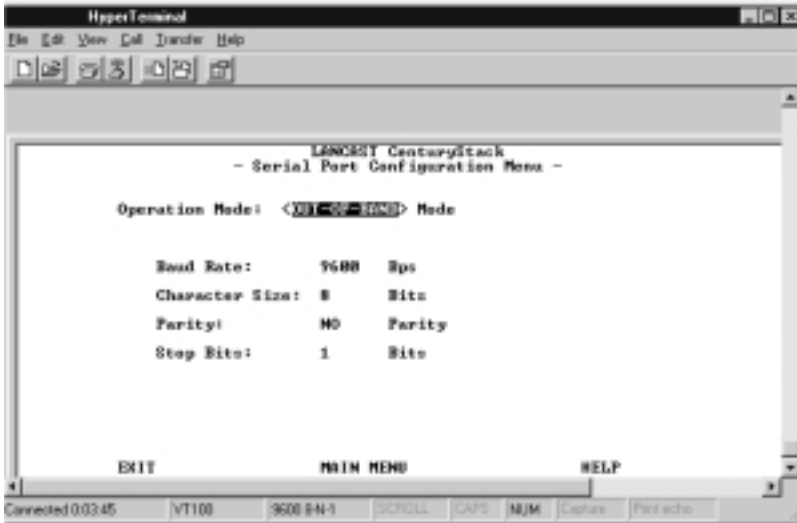 HyperTerminal
File Edit View Call Transfer Help
LANCAST CenturyStack
- Serial Port Configuration Menu -
Operation Mode: <OUT-OF-BAND> Mode
Baud Rate: 9600 Bps
Character Size: 8 Bits
Parity: NO Parity
Stop Bits: 1 Bits
EXIT MAIN MENU HELP
Connected 0:03:45 VT100 9600 8-N-1 SCROLL CAPS NUM Capture Print echo